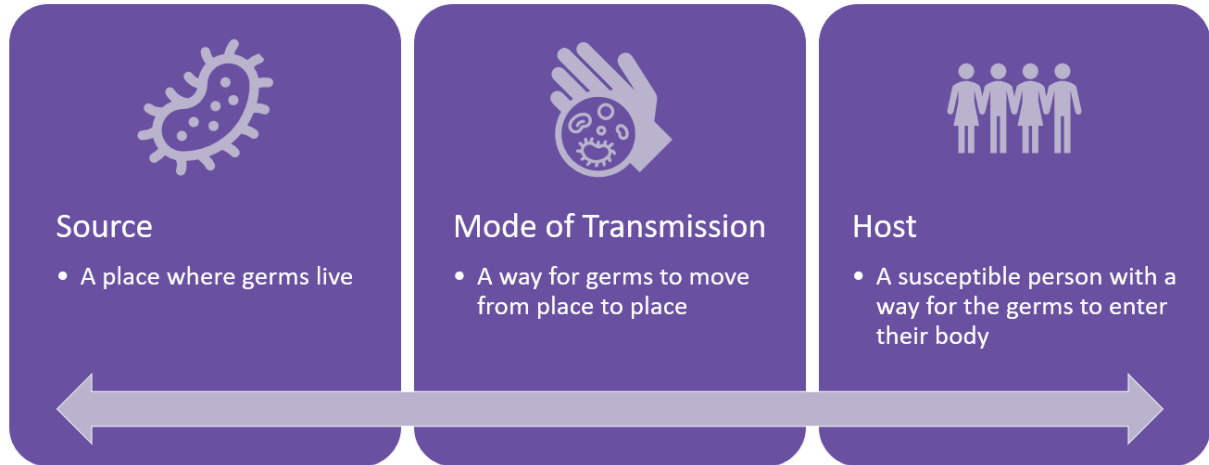 Source
• A place where germs live
Mode of Transmission
• A way for germs to move
from place to place
Host
• A susceptible person with a
way for the germs to enter
their body